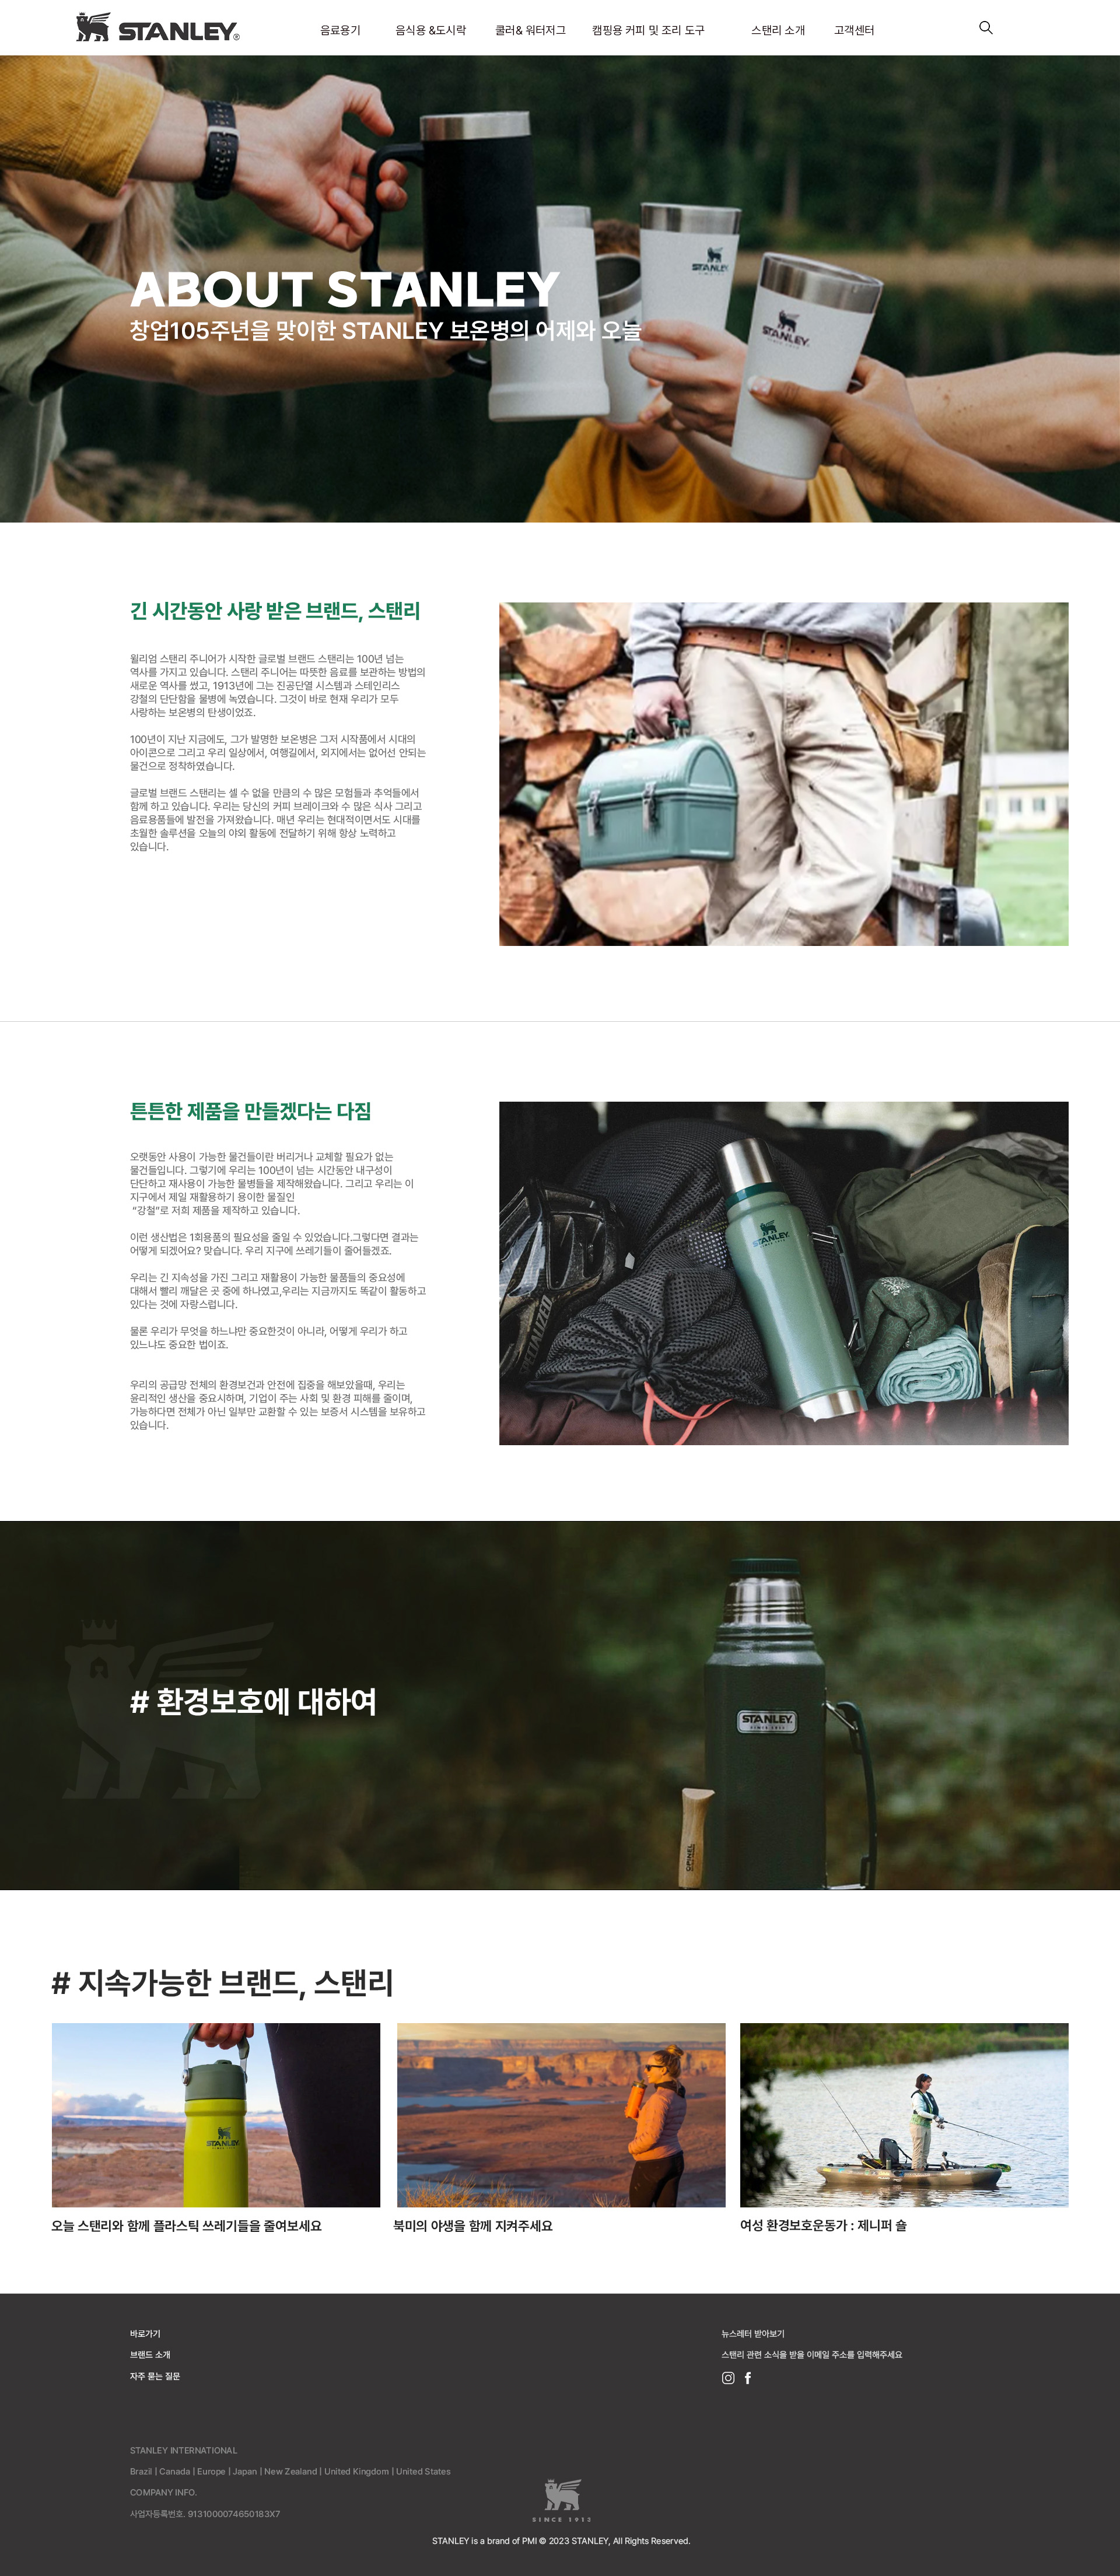 STANLEY®
음료용기
음식용 &도시락
쿨러& 워터저그
캠핑용 커피 및 조리 도구
스탠리 소개
고객센터
STANLEY
STANLEY
ABOUT STANLEY
창업105주년을 맞이한 STANLEY 보온병의 어제와 오늘
긴 시간동안 사랑 받은 브랜드, 스탠리
윌리엄 스탠리 주니어가 시작한 글로벌 브랜드 스탠리는 100년 넘는
역사를 가지고 있습니다. 스탠리 주니어는 따뜻한 음료를 보관하는 방법의
새로운 역사를 썼고, 1913년에 그는 진공단열 시스템과 스테인리스
강철의 단단함을 물병에 녹였습니다. 그것이 바로 현재 우리가 모두
사랑하는 보온병의 탄생이었죠.
100년이 지난 지금에도, 그가 발명한 보온병은 그저 시작품에서 시대의
아이콘으로 그리고 우리 일상에서, 여행길에서, 외지에서는 없어선 안되는
물건으로 정착하였습니다.
글로벌 브랜드 스탠리는 셀 수 없을 만큼의 수 많은 모험들과 추억들에서
함께 하고 있습니다. 우리는 당신의 커피 브레이크와 수 많은 식사 그리고
음료용품들에 발전을 가져왔습니다. 매년 우리는 현대적이면서도 시대를
초월한 솔루션을 오늘의 야외 활동에 전달하기 위해 항상 노력하고
있습니다.
튼튼한 제품을 만들겠다는 다짐
오랫동안 사용이 가능한 물건들이란 버리거나 교체할 필요가 없는
물건들입니다. 그렇기에 우리는 100년이 넘는 시간동안 내구성이
단단하고 재사용이 가능한 물병들을 제작해왔습니다. 그리고 우리는 이
지구에서 제일 재활용하기 용이한 물질인
“강철”로 저희 제품을 제작하고 있습니다.
이런 생산법은 1회용품의 필요성을 줄일 수 있었습니다.그렇다면 결과는
어떻게 되겠어요? 맞습니다. 우리 지구에 쓰레기들이 줄어들겠죠.
우리는 긴 지속성을 가진 그리고 재활용이 가능한 물품들의 중요성에
대해서 빨리 깨달은 곳 중에 하나였고,우리는 지금까지도 똑같이 활동하고
있다는 것에 자랑스럽니다.
물론 우리가 무엇을 하느냐만 중요한것이 아니라, 어떻게 우리가 하고
있느냐도 중요한 법이죠.
우리의 공급망 전체의 환경보건과 안전에 집중을 해보았을때, 우리는
윤리적인 생산을 중요시하며, 기업이 주는 사회 및 환경 피해를 줄이며,
가능하다면 전체가 아닌 일부만 교환할 수 있는 보증서 시스템을 보유하고
있습니다.
STANLEY
# 환경보호에 대하여
STANLEY
SINCE 1913
OPINEL
# 지속가능한 브랜드, 스탠리
STANLEY
오늘 스탠리와 함께 플라스틱 쓰레기들을 줄여보세요
북미의 야생을 함께 지켜주세요
여성 환경보호운동가 : 제니퍼 숄
바로가기
브랜드 소개
자주 묻는 질문
뉴스레터 받아보기
스탠리 관련 소식을 받을 이메일 주소를 입력해주세요
STANLEY INTERNATIONAL
Brazil | Canada | Europe | Japan | New Zealand | United Kingdom | United States
COMPANY INFO.
사업자등록번호. 9131000074650183X7
SINCE 1913
STANLEY is a brand of PMI © 2023 STANLEY, All Rights Reserved.